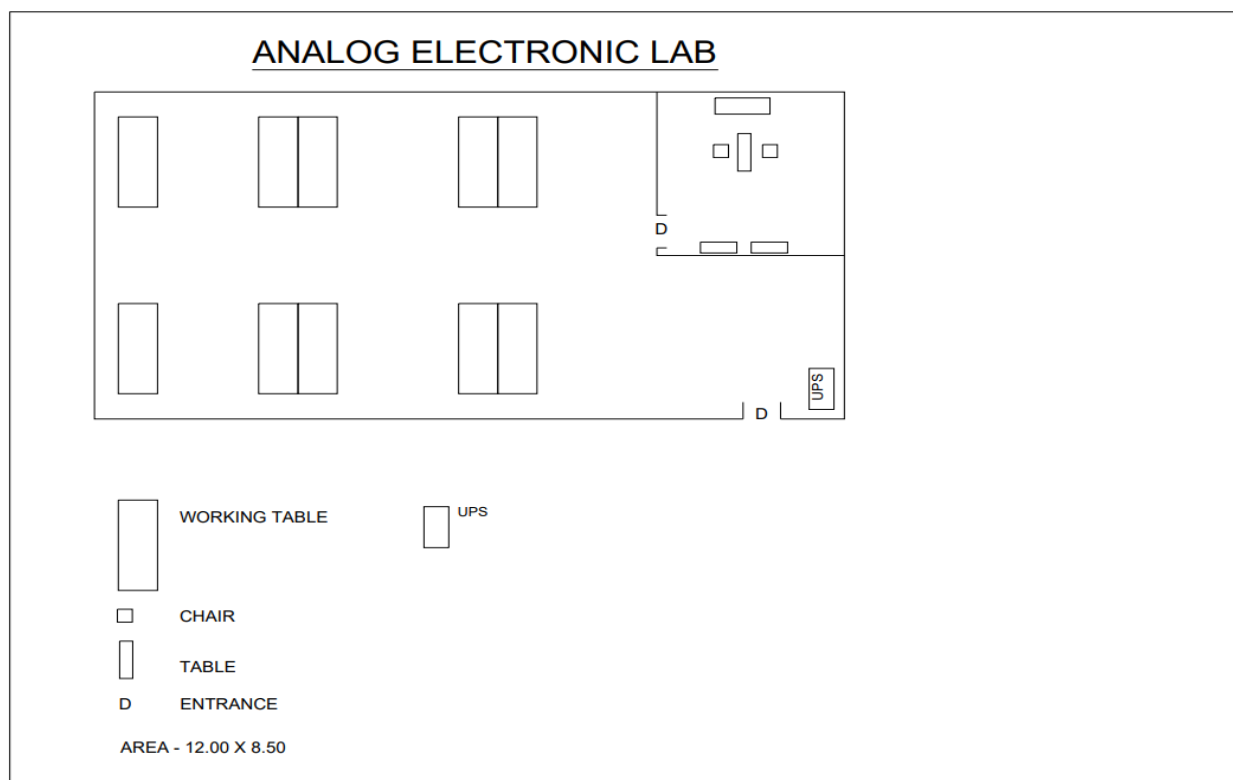 ANALOG ELECTRONIC LAB
D
UPS
D
WORKING TABLE
UPS
CHAIR
TABLE
D ENTRANCE
AREA - 12.00 X 8.50